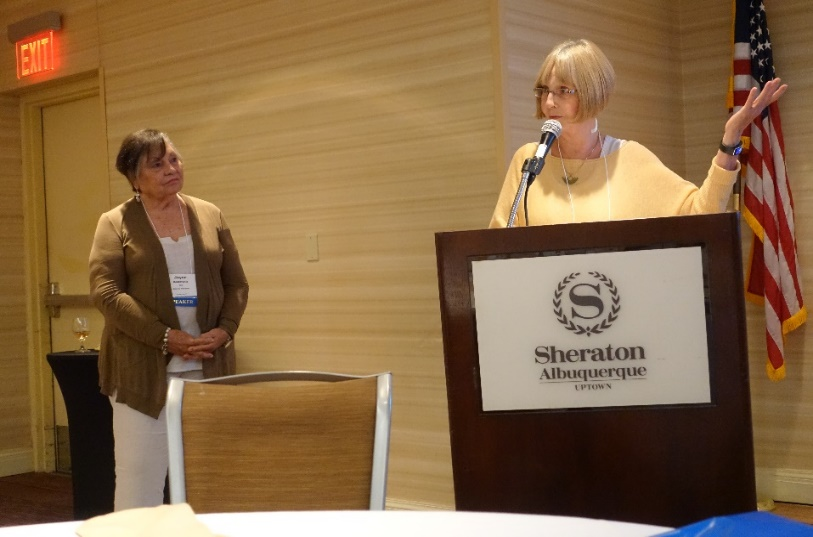 EXIT
S
Sheraton
Albuquerque
UPTOWN